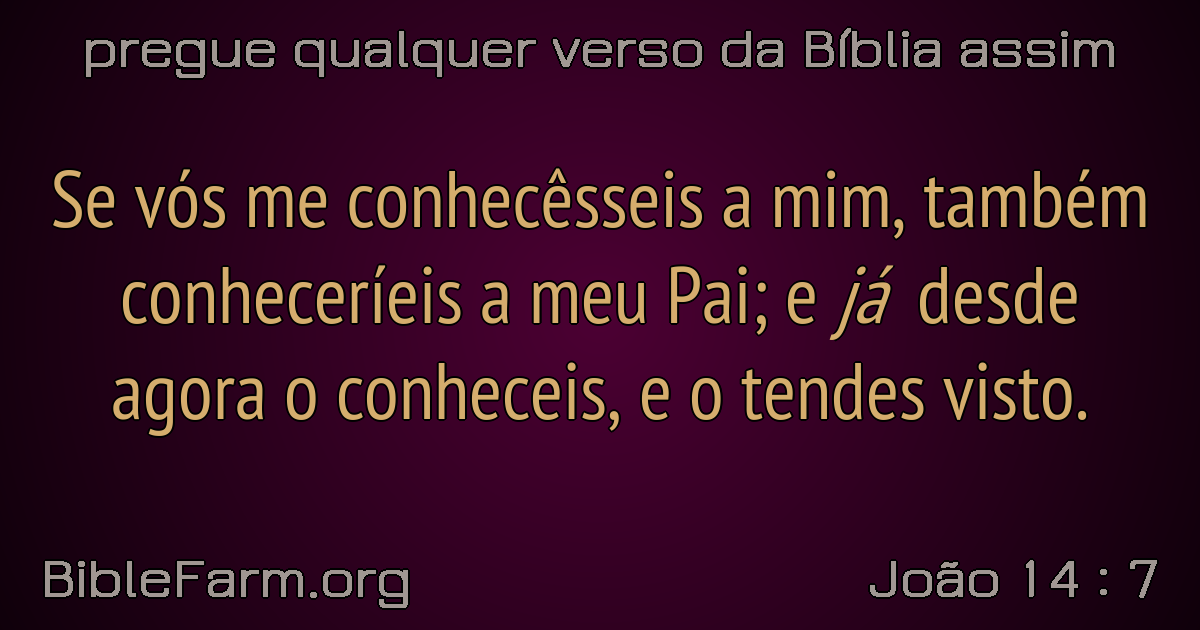 pregue qualquer verso da Bíblia assim
Se vós me conhecêsseis a mim, também
conheceríeis a meu Pai; e já desde
agora o conheceis, e o tendes visto.
BibleFarm.org
João 14 : 7